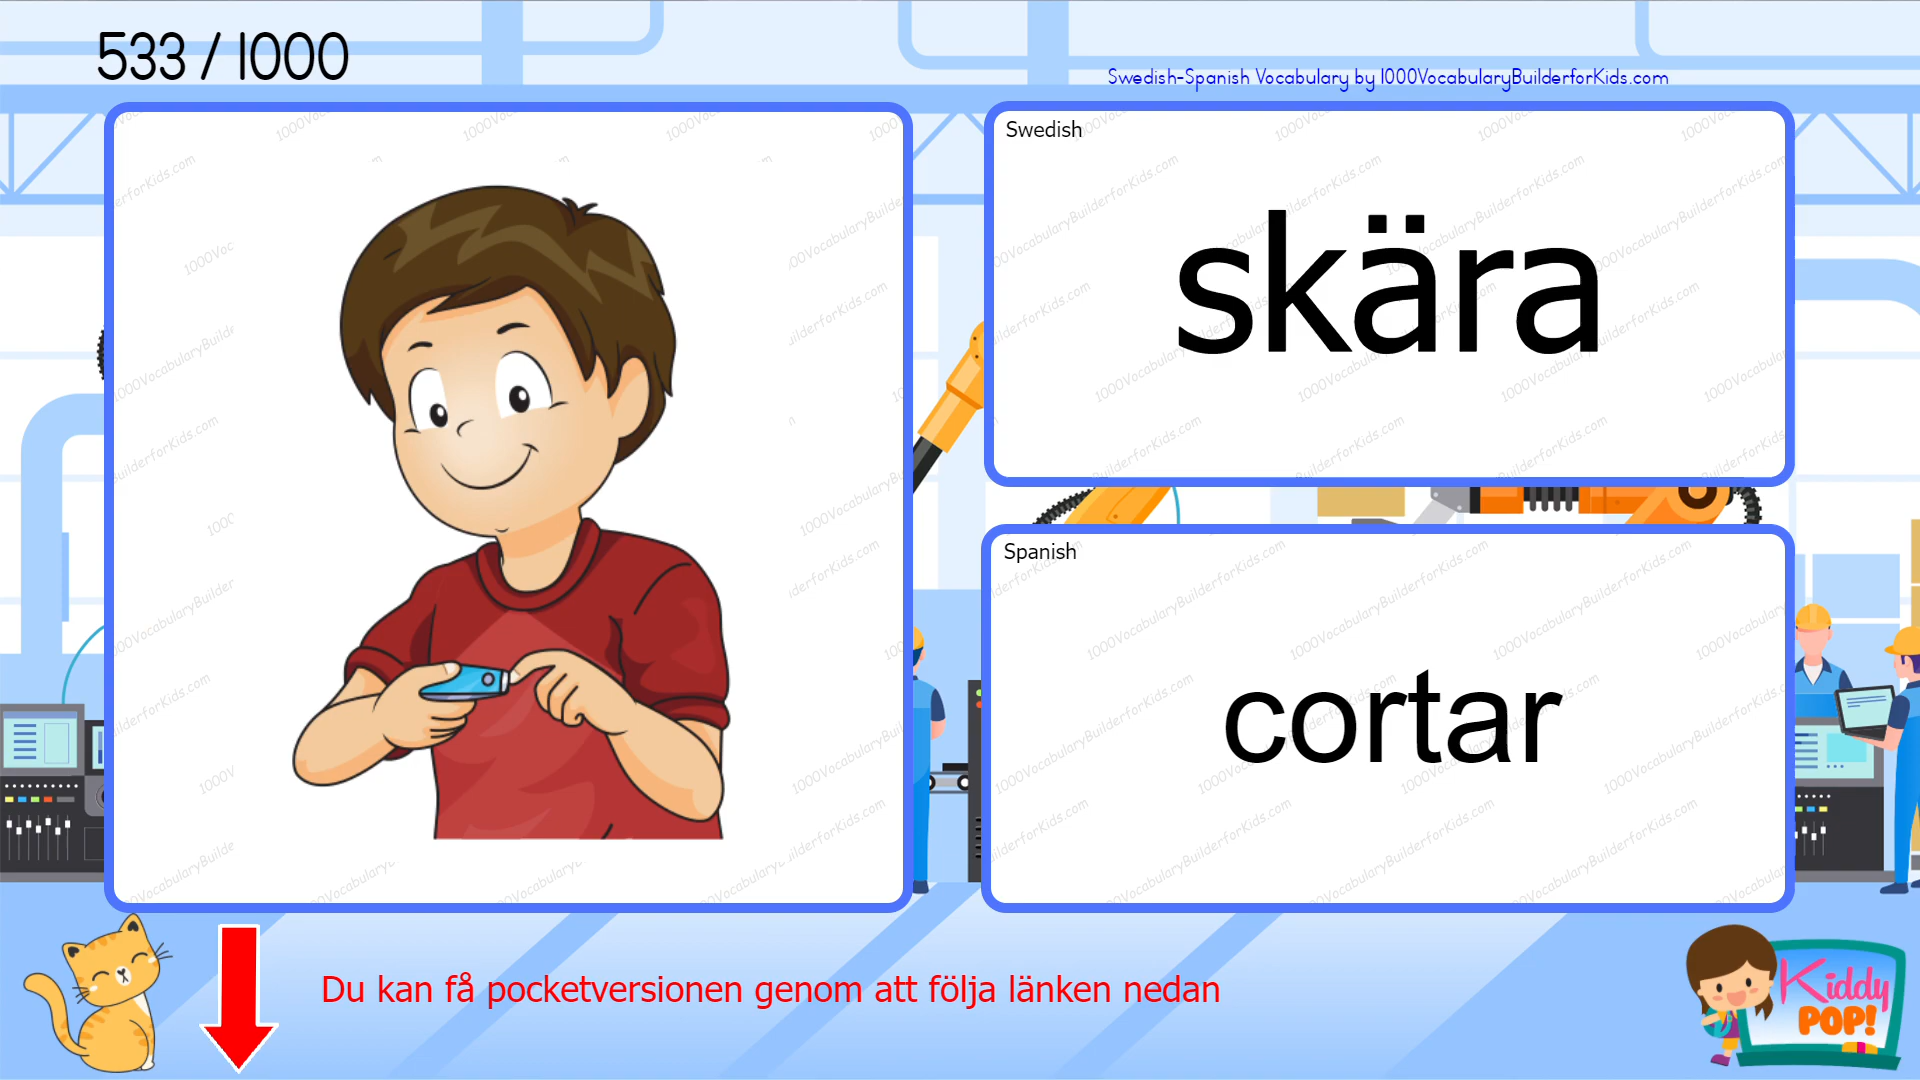 533 / 1000
Swedish-Spanish Vocabulary by 1000VocabularyBuilderforKids.com
Swedish
skära
Spanish
cortar
Du kan få pocketversionen genom att följa länken nedan
Kiddy
POP!